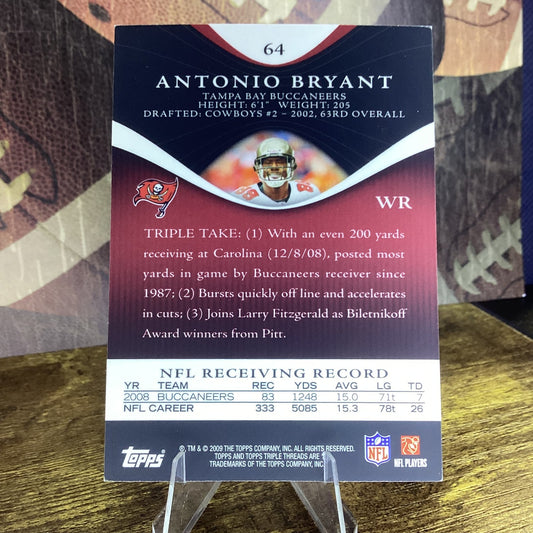 64
ANTONIO BRYANT
TAMPA BAY BUCCANEERS
HEIGHT: 6'1" WEIGHT: 205
DRAFTED: COWBOYS #2 – 2002, 63RD OVERALL
WR
TRIPLE TAKE: (1) With an even 200 yards
receiving at Carolina (12/8/08), posted most
yards in game by Buccaneers receiver since
1987; (2) Bursts quickly off line and accelerates
in cuts; (3) Joins Larry Fitzgerald as Biletnikoff
Award winners from Pitt.
NFL RECEIVING RECORD
YR TEAM REC YDS AVG LG TD
2008 BUCCANEERS 83 1248 15.0 71t 7
NFL CAREER 333 5085 15.3 78t 26
Topps
®, TM & © 2009 THE TOPPS COMPANY, INC. ALL RIGHTS RESERVED.
TOPPS AND TOPPS TRIPLE THREADS ARE
TRADEMARKS OF THE TOPPS COMPANY, INC.
NFL
NFL PLAYERS